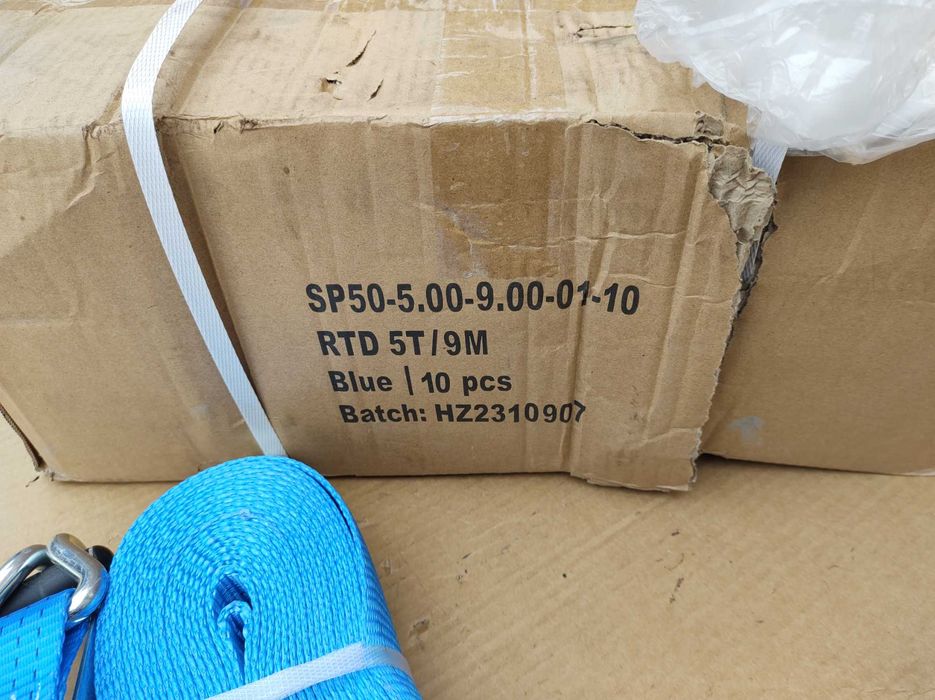 SP50-5.00-9.00-01-10
RTD 5T/9M
Blue | 10 pcs
Batch: HZ2310907